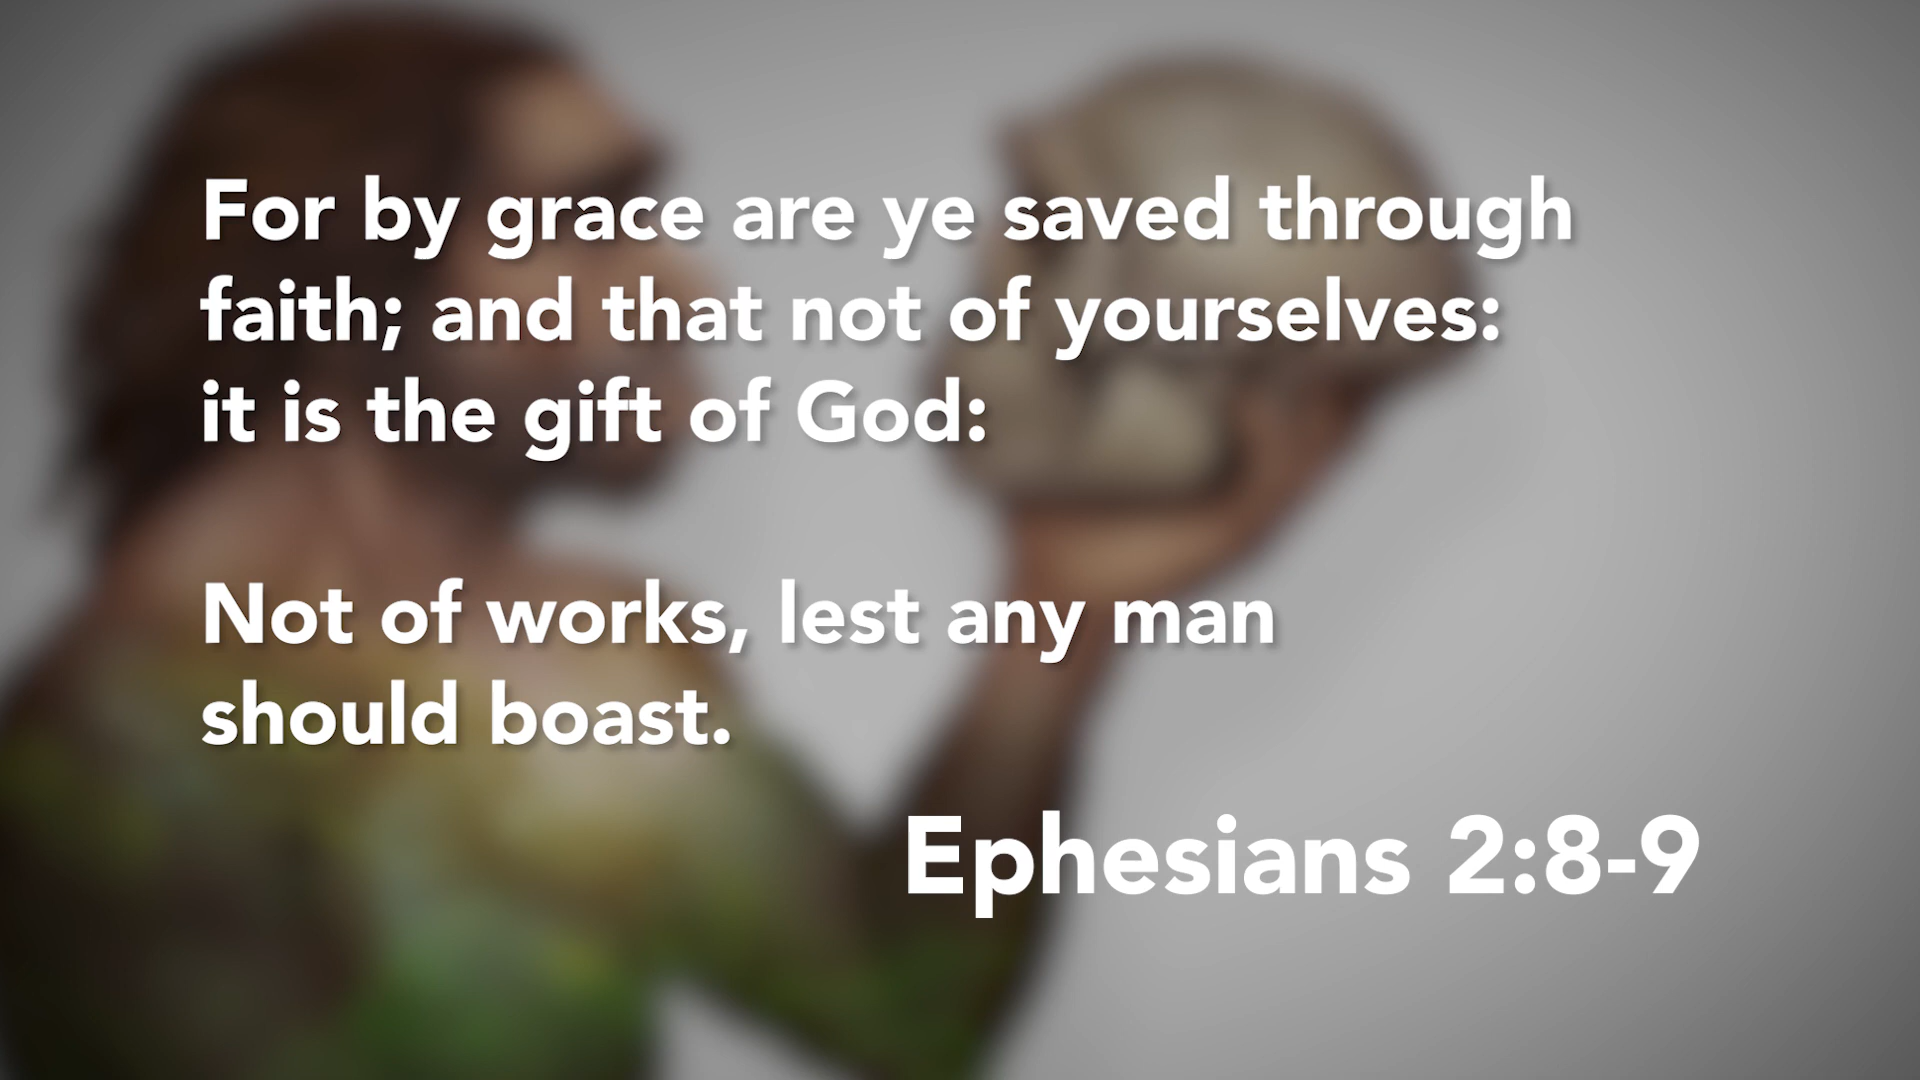 For by grace are ye saved through
faith; and that not of yourselves:
it is the gift of God:
Not of works, lest any man
should boast.
Ephesians 2:8-9